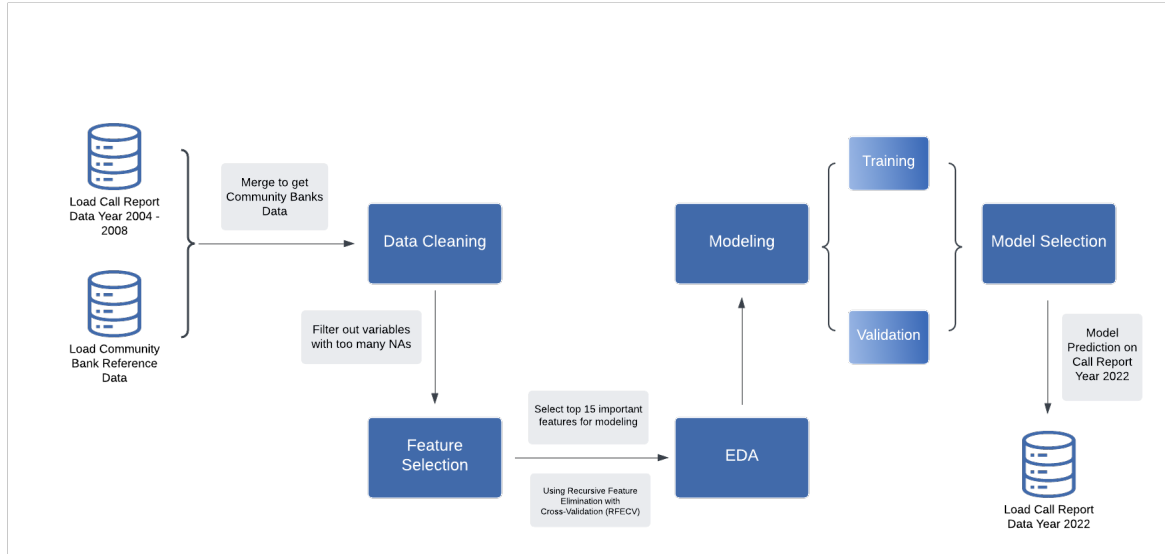 Load Call Report
Data Year 2004 -
2008
Load Community
Bank Reference
Data
Merge to get
Community Banks
Data
Data Cleaning
Filter out variables
with too many NAs
Feature
Selection
Select top 15 important
features for modeling
Using Recursive Feature
Elimination with
Cross-Validation (RFECV)
EDA
Modeling
Training
Validation
Model Selection
Model
Prediction on
Call Report
Year 2022
Load Call Report
Data Year 2022